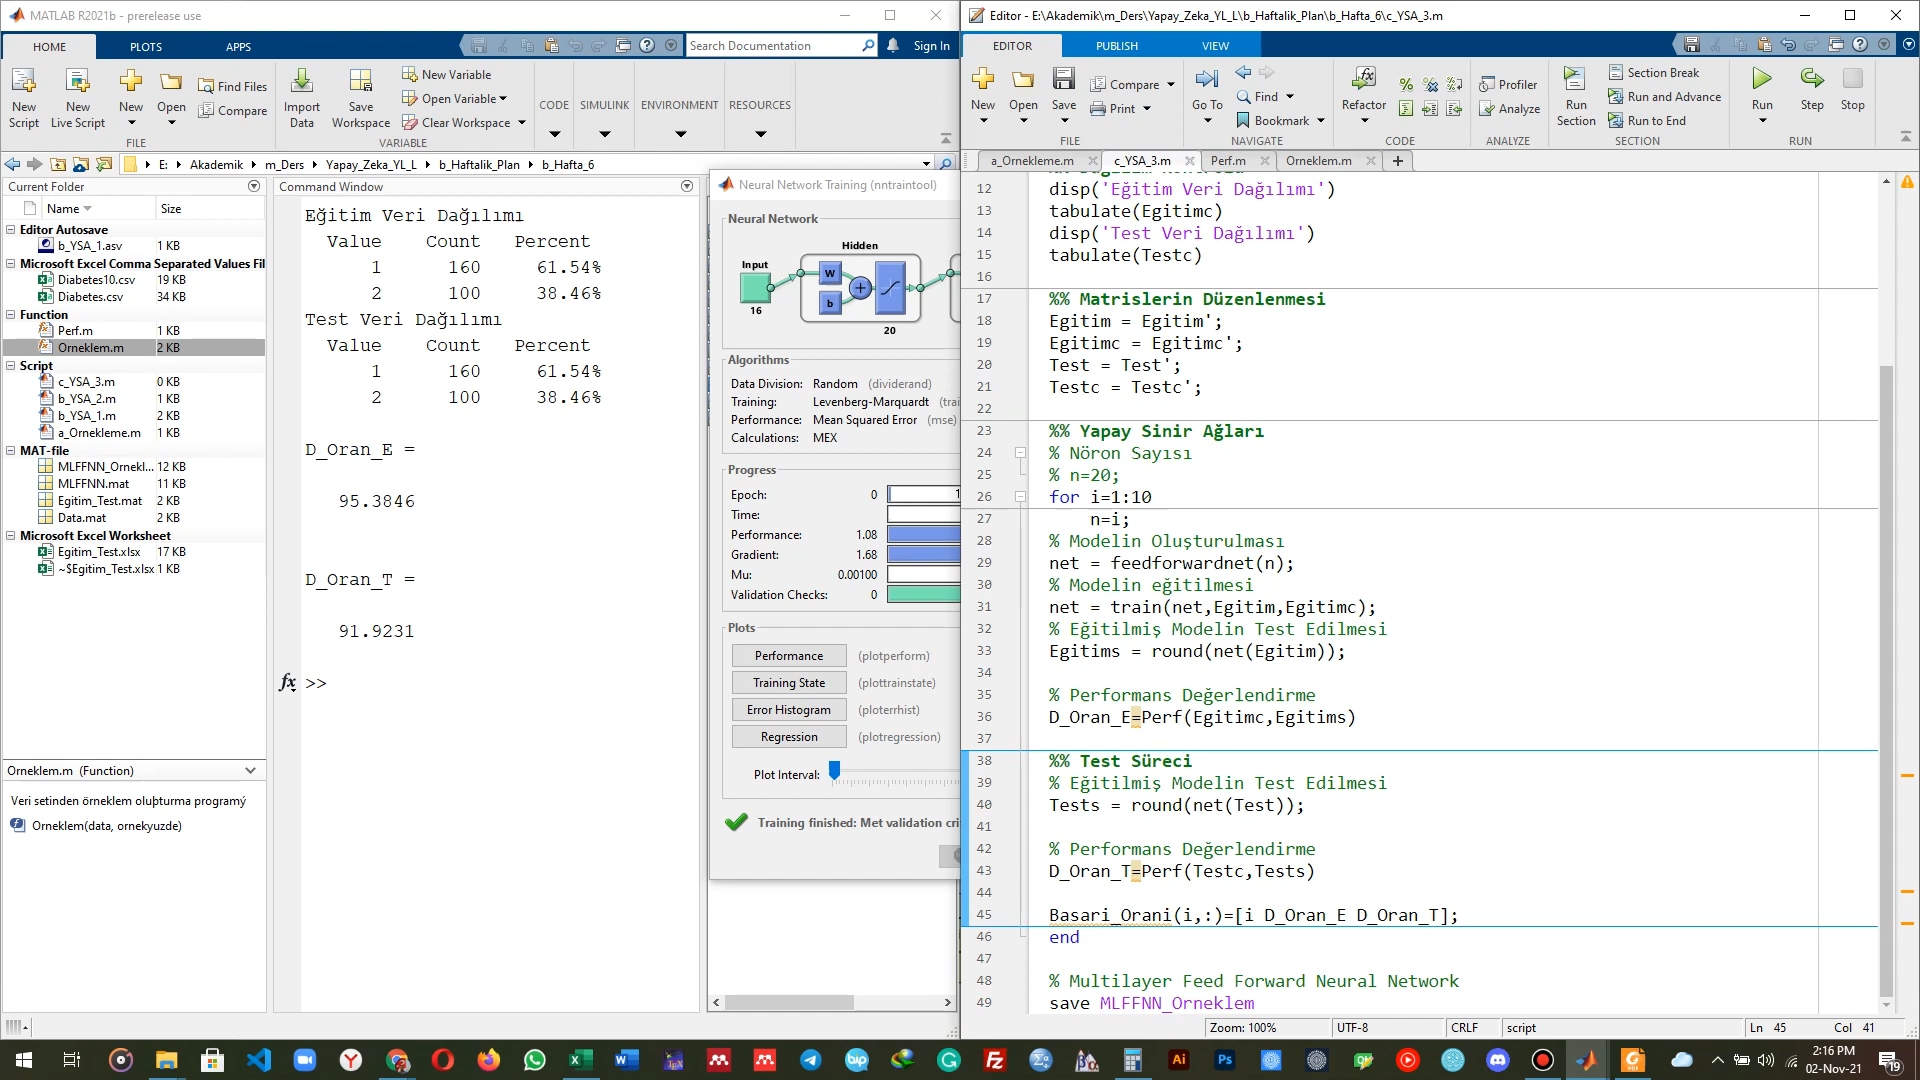 MATLAB R2021b - prerelease use
HOME PLOTS APPS
Search Documentation
Sign In
New Script
New Live Script
New
Open
Find Files
Compare
Import Data
Save Workspace
New Variable
Open Variable
Clear Workspace
CODE SIMULINK ENVIRONMENT RESOURCES
FILE VARIABLE
E: Akademik m_Ders Yapay_Zeka_YL_L b_Haftalik_Plan b_Hafta_6
Current Folder
Name Size
Editor Autosave
b_YSA_1.asv 1 KB
Microsoft Excel Comma Separated Values Fil
Diabetes10.csv 19 KB
Diabetes.csv 34 KB
Function
Perf.m 1 KB
Orneklem.m 2 KB
Script
c_YSA_3.m 0 KB
b_YSA_2.m 1 KB
b_YSA_1.m 2 KB
a_Ornekleme.m 1 KB
MAT-file
MLFFNN_Ornekl... 12 KB
MLFFNN.mat 11 KB
Egitim_Test.mat 2 KB
Data.mat 2 KB
Microsoft Excel Worksheet
Egitim_Test.xlsx 17 KB
~$Egitim_Test.xlsx 1 KB
Orneklem.m (Function)
Veri setinden örneklem oluþturma programý
Orneklem(data, ornekyuzde)
Command Window
Eğitim Veri Dağılımı
Value Count Percent
1 160 61.54%
2 100 38.46%
Test Veri Dağılımı
Value Count Percent
1 160 61.54%
2 100 38.46%
D_Oran_E =
95.3846
D_Oran_T =
91.9231
fx >>
Neural Network Training (nntraintool)
Neural Network
Hidden
Input
W
b
16
20
Algorithms
Data Division: Random (dividerand)
Training: Levenberg-Marquardt (trai
Performance: Mean Squared Error (mse)
Calculations: MEX
Progress
Epoch: 0 1
Time:
Performance: 1.08
Gradient: 1.68
Mu: 0.00100
Validation Checks: 0
Plots
Performance (plotperform)
Training State (plottrainstate)
Error Histogram (ploterrhist)
Regression (plotregression)
Plot Interval:
Training finished: Met validation cri
Editor - E:\Akademik\m_Ders\Yapay_Zeka_YL_L\b_Haftalik_Plan\b_Hafta_6\c_YSA_3.m
EDITOR PUBLISH VIEW
New
Open
Save
Compare
Print
Go To
Find
Bookmark
Refactor
Profiler
Analyze
Run Section
Section Break
Run and Advance
Run to End
Run
Step
Stop
FILE NAVIGATE CODE ANALYZE SECTION RUN
a_Ornekleme.m c_YSA_3.m Perf.m Orneklem.m
12 disp('Eğitim Veri Dağılımı')
13 tabulate(Egitimc)
14 disp('Test Veri Dağılımı')
15 tabulate(Testc)
16
17 %% Matrislerin Düzenlenmesi
18 Egitim = Egitim';
19 Egitimc = Egitimc';
20 Test = Test';
21 Testc = Testc';
22
23 %% Yapay Sinir Ağları
24 % Nöron Sayısı
25 % n=20;
26 for i=1:10
27 n=i;
28 % Modelin Oluşturulması
29 net = feedforwardnet(n);
30 % Modelin eğitilmesi
31 net = train(net,Egitim,Egitimc);
32 % Eğitilmiş Modelin Test Edilmesi
33 Egitims = round(net(Egitim));
34
35 % Performans Değerlendirme
36 D_Oran_E=Perf(Egitimc,Egitims)
37
38 %% Test Süreci
39 % Eğitilmiş Modelin Test Edilmesi
40 Tests = round(net(Test));
41
42 % Performans Değerlendirme
43 D_Oran_T=Perf(Testc,Tests)
44
45 Basari_Orani(i,:)=[i D_Oran_E D_Oran_T];
46 end
47
48 % Multilayer Feed Forward Neural Network
49 save MLFFNN_Orneklem
Zoom: 100% UTF-8 CRLF script Ln 45 Col 41
2:16 PM
02-Nov-21
19